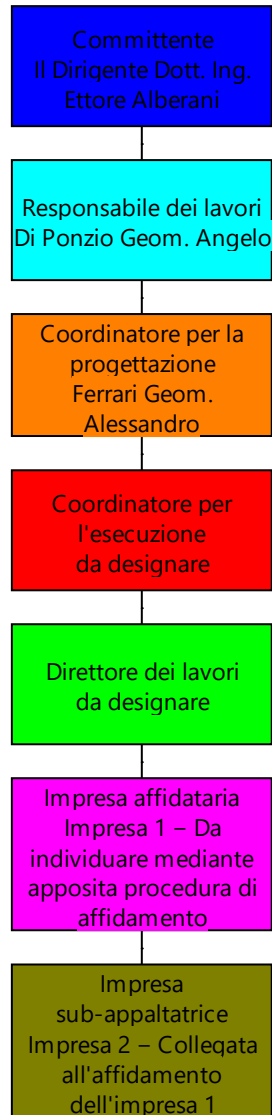 Committente
Il Dirigente Dott. Ing.
Ettore Alberani
Responsabile dei lavori
Di Ponzio Geom. Angelo
Coordinatore per la
progettazione
Ferrari Geom.
Alessandro
Coordinatore per
l'esecuzione
da designare
Direttore dei lavori
da designare
Impresa affidataria
Impresa 1 – Da
individuare mediante
apposita procedura di
affidamento
Impresa
sub-appaltatrice
Impresa 2 – Collegata
all'affidamento
dell'impresa 1